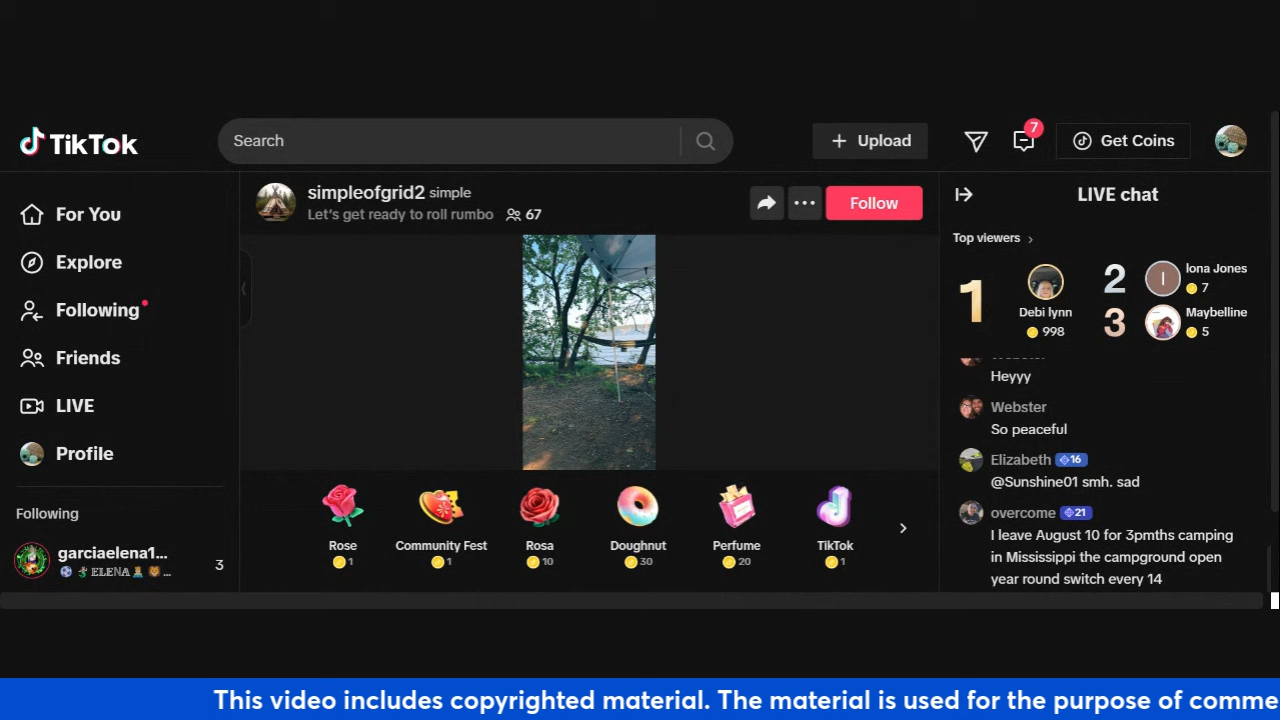 TikTok
Search
Upload
7
Get Coins
For You
Explore
Following
Friends
LIVE
Profile
Following
garciaelena1...
ELENA ...
3
simpleofgrid2 simple
Let's get ready to roll rumbo 67
Follow
Rose
1
Community Fest
1
Rosa
10
Doughnut
30
Perfume
20
TikTok
1
LIVE chat
Top viewers
1
Debi lynn
998
2
I
Iona Jones
7
3
Maybelline
5
Webster
Heyyy
Webster
So peaceful
Elizabeth 16
@Sunshine01 smh. sad
overcome 21
I leave August 10 for 3pmths camping
in Mississippi the campground open
year round switch every 14
This video includes copyrighted material. The material is used for the purpose of comme